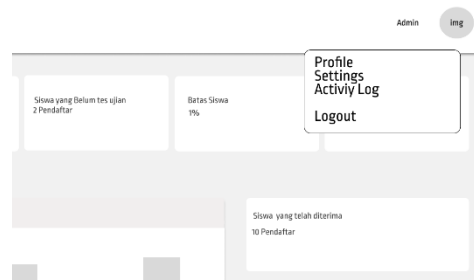 Admin
img
Profile
Settings
Activiy Log
Logout
Siswa yang Belum tes ujian
2 Pendaftar
Batas Siswa
1%
Siswa yang telah diterima
10 Pendaftar